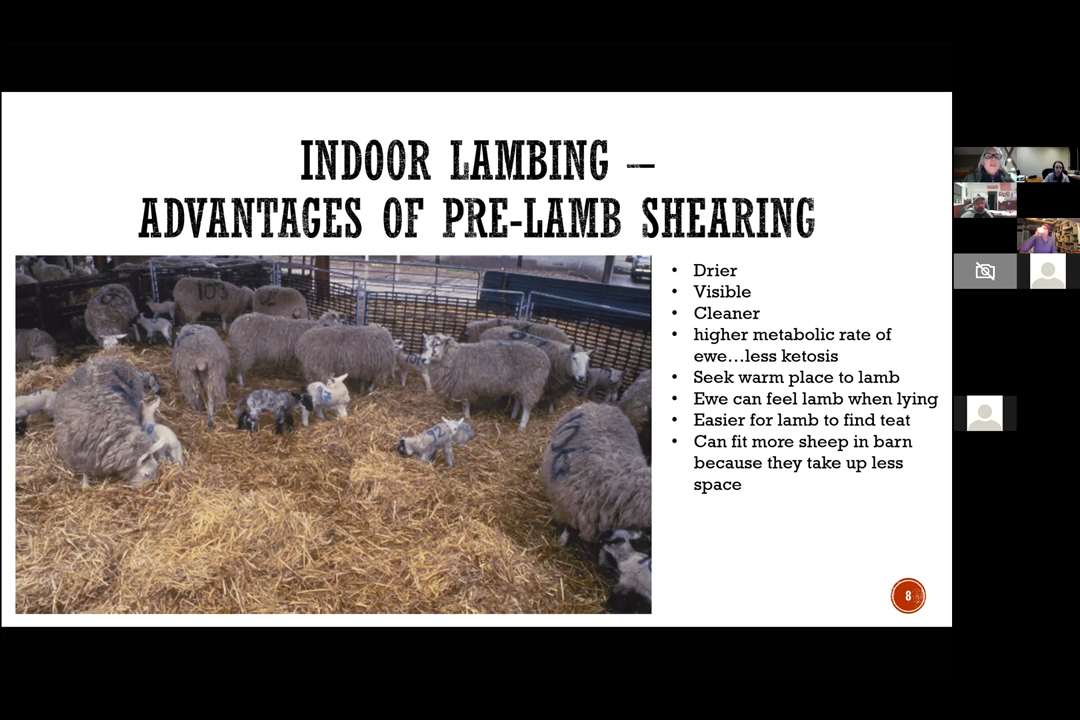 INDOOR LAMBING –
ADVANTAGES OF PRE-LAMB SHEARING
• Drier
• Visible
• Cleaner
• higher metabolic rate of
ewe…less ketosis
• Seek warm place to lamb
• Ewe can feel lamb when lying
• Easier for lamb to find teat
• Can fit more sheep in barn
because they take up less
space
8